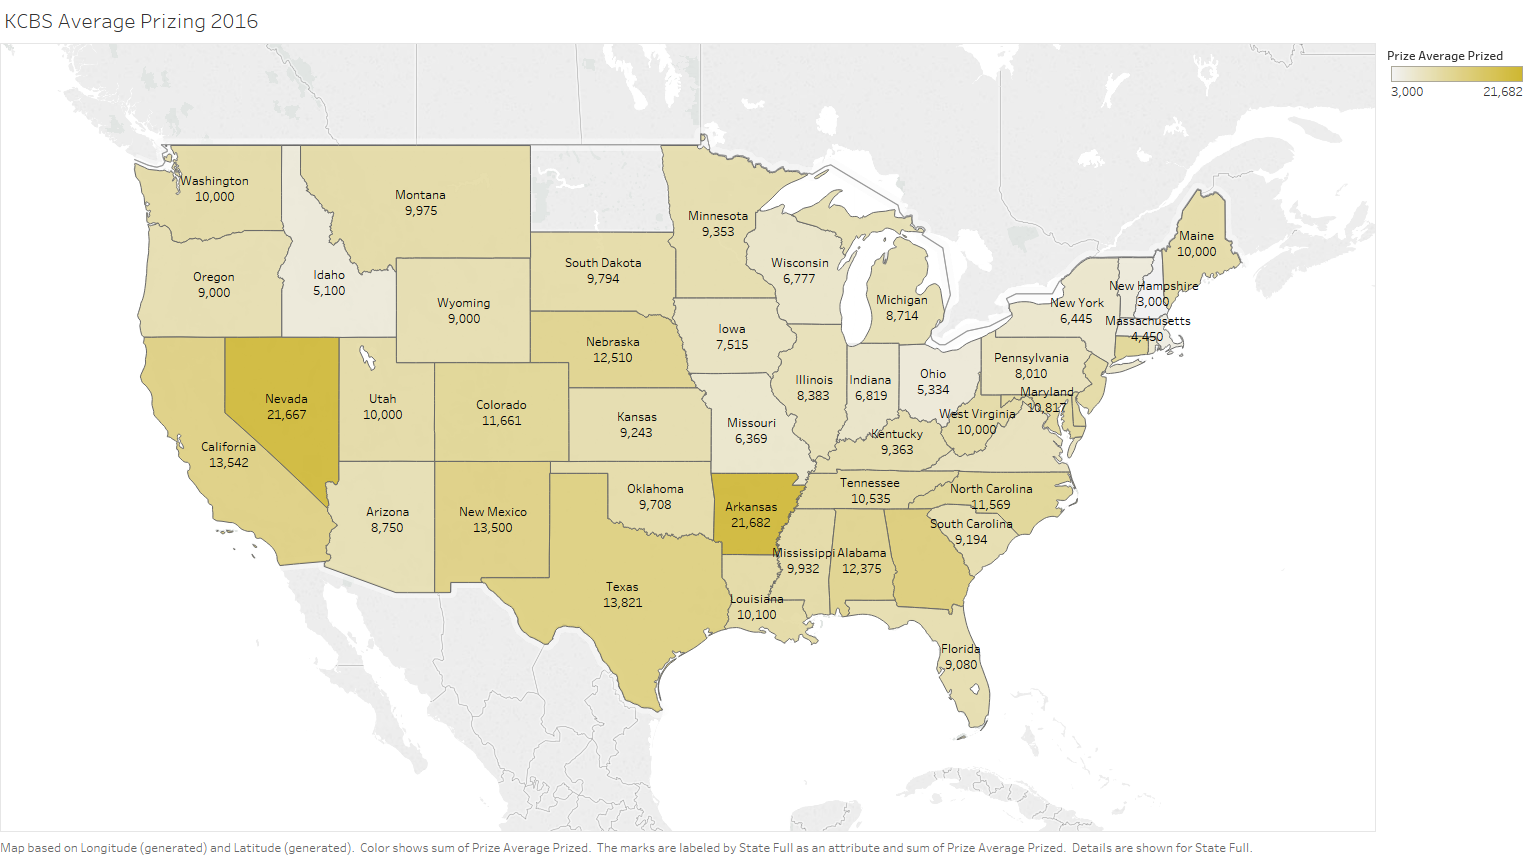 KCBS Average Prizing 2016
Prize Average Prized
3,000
21,682
Washington
10,000
Montana
9,975
Minnesota
9,353
Maine
10,000
Oregon
9,000
Idaho
5,100
Wyoming
9,000
South Dakota
9,794
Wisconsin
6,777
Michigan
8,714
New York
6,445
New Hampshire
3,000
Massachusetts
4,450
Nebraska
12,510
Iowa
7,515
Illinois
8,383
Indiana
6,819
Ohio
5,334
Pennsylvania
8,010
Maryland
10,817
Nevada
21,667
Utah
10,000
Colorado
11,661
Kansas
9,243
Missouri
6,369
Kentucky
9,363
West Virginia
10,000
California
13,542
Arizona
8,750
New Mexico
13,500
Oklahoma
9,708
Arkansas
21,682
Tennessee
10,535
North Carolina
11,569
South Carolina
9,194
Mississippi
9,932
Alabama
12,375
Texas
13,821
Louisiana
10,100
Florida
9,080
Map based on Longitude (generated) and Latitude (generated).  Color shows sum of Prize Average Prized.  The marks are labeled by State Full as an attribute and sum of Prize Average Prized.  Details are shown for State Full.